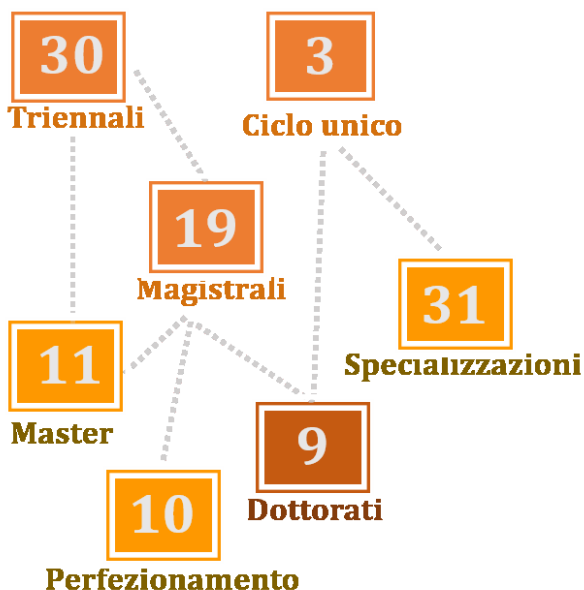 30
Triennali
3
Ciclo unico
19
Magistrali
31
Specializzazioni
11
Master
9
Dottorati
10
Perfezionamento